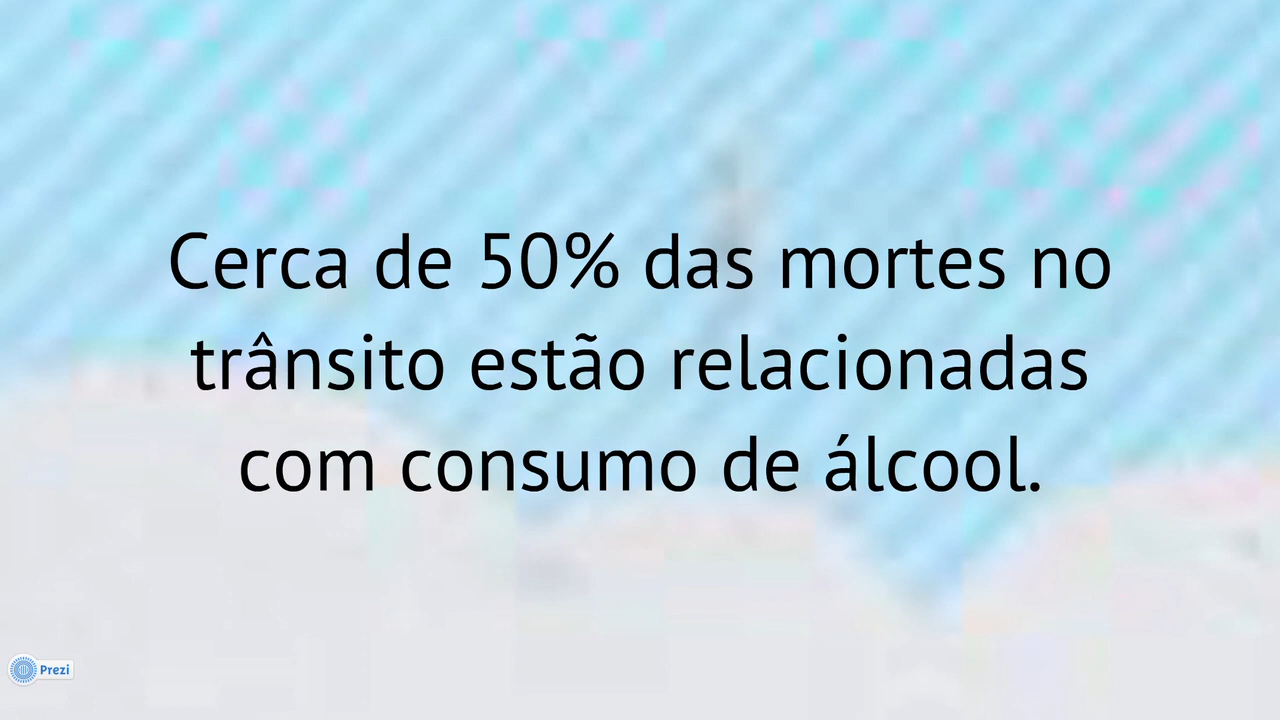 Cerca de 50% das mortes no
trânsito estão relacionadas
com consumo de álcool.
Prezi